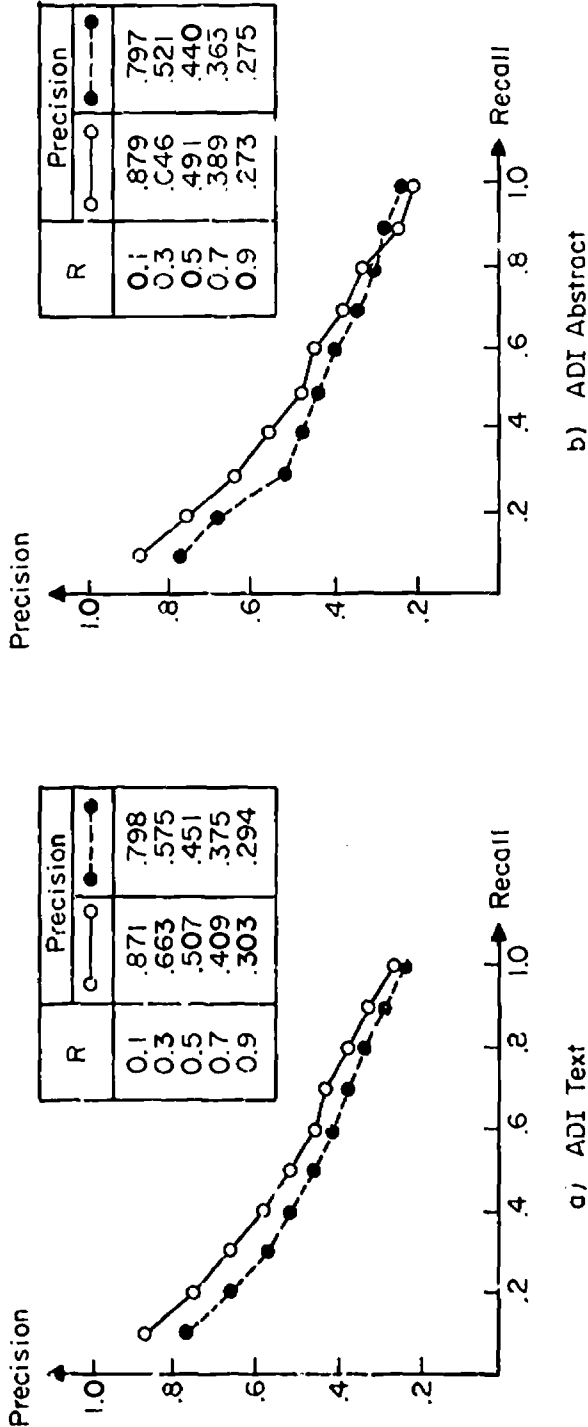 Precision
1.0
.8
.6
.4
.2
.2 .4 .6 .8 1.0 Recall
R Precision
0.1 .871 .798
0.3 .663 .575
0.5 .507 .451
0.7 .409 .375
0.9 .303 .294
a) ADI Text
Precision
1.0
.8
.6
.4
.2
.2 .4 .6 .8 1.0 Recall
R Precision
0.1 .879 .797
0.3 .C46 .521
0.5 .491 .440
0.7 .389 .363
0.9 .273 .275
b) ADI Abstract